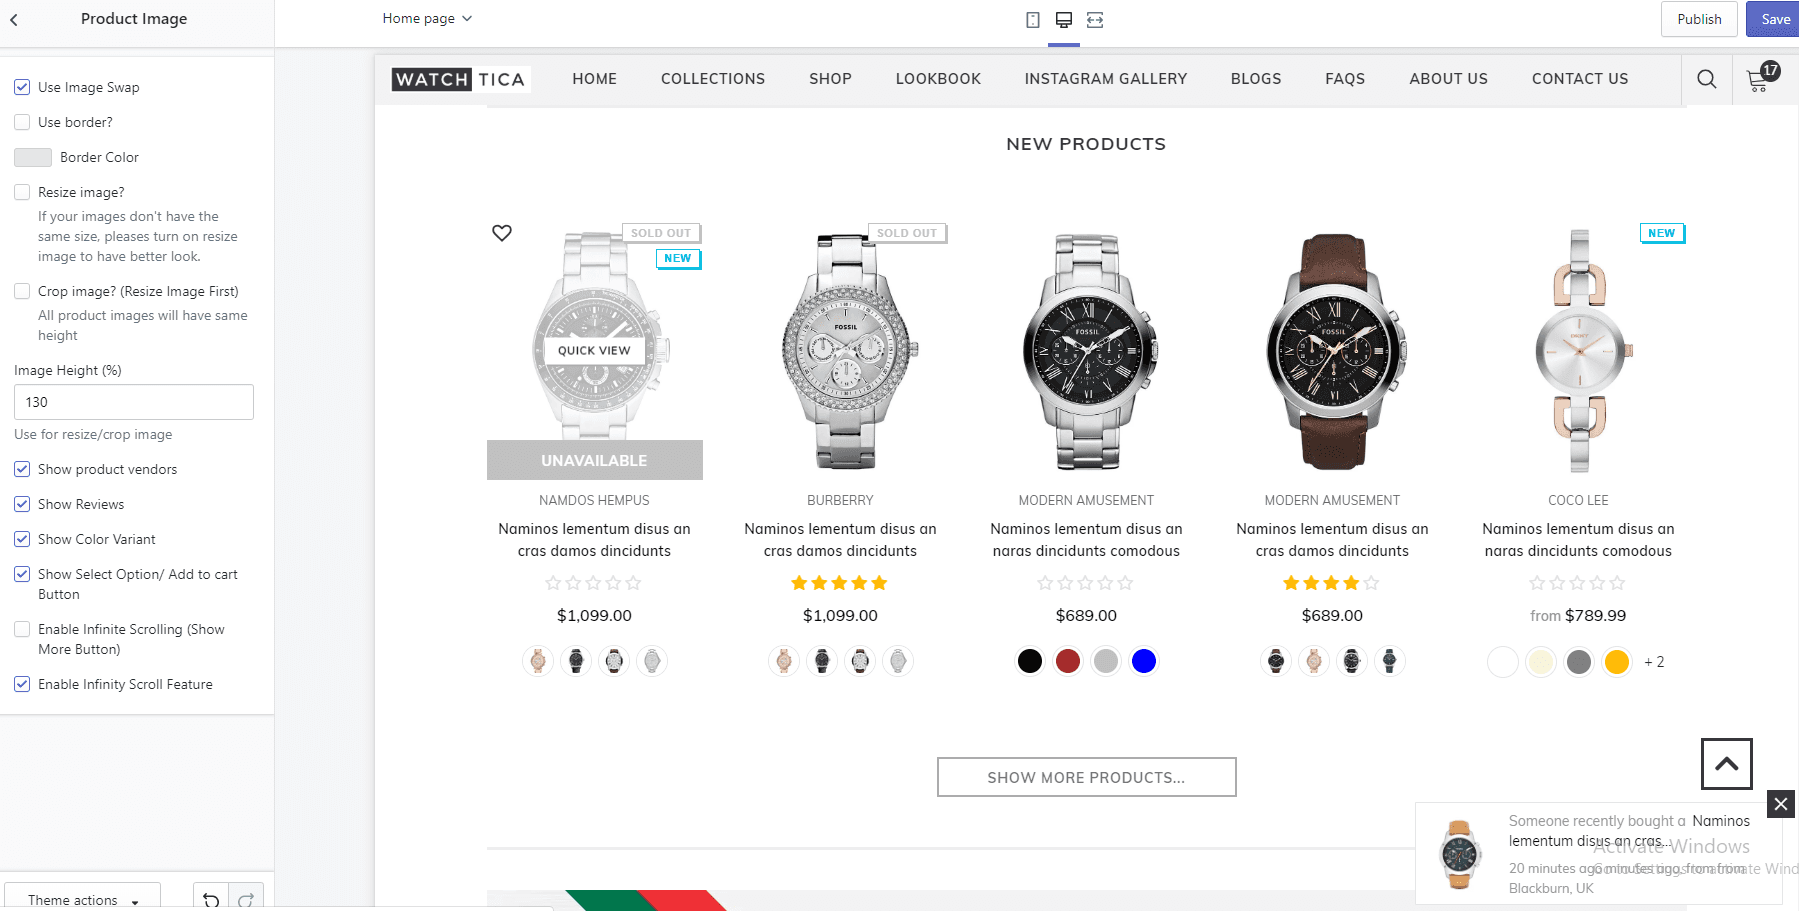 Product Image
Home page
Publish
Save
Use Image Swap
Use border?
Border Color
Resize image?
If your images don't have the
same size, pleases turn on resize
image to have better look.
Crop image? (Resize Image First)
All product images will have same
height
Image Height (%)
130
Use for resize/crop image
Show product vendors
Show Reviews
Show Color Variant
Show Select Option/ Add to cart
Button
Enable Infinite Scrolling (Show
More Button)
Enable Infinity Scroll Feature
Theme actions
WATCH TICA
HOME
COLLECTIONS
SHOP
LOOKBOOK
INSTAGRAM GALLERY
BLOGS
FAQS
ABOUT US
CONTACT US
17
NEW PRODUCTS
SOLD OUT
NEW
QUICK VIEW
UNAVAILABLE
NAMDOS HEMPUS
Naminos lementum disus an
cras damos dincidunts
$1,099.00
SOLD OUT
FOSSIL
BURBERRY
Naminos lementum disus an
cras damos dincidunts
$1,099.00
FOSSIL
MODERN AMUSEMENT
Naminos lementum disus an
naras dincidunts comodous
$689.00
FOSSIL
MODERN AMUSEMENT
Naminos lementum disus an
cras damos dincidunts
$689.00
NEW
COCO LEE
Naminos lementum disus an
naras dincidunts comodous
from $789.99
+ 2
SHOW MORE PRODUCTS...
Someone recently bought a Naminos
lementum disus an cras...
20 minutes ago minutes ago, from from
Blackburn, UK
Activate Windows
Go to Settings to activate Wind